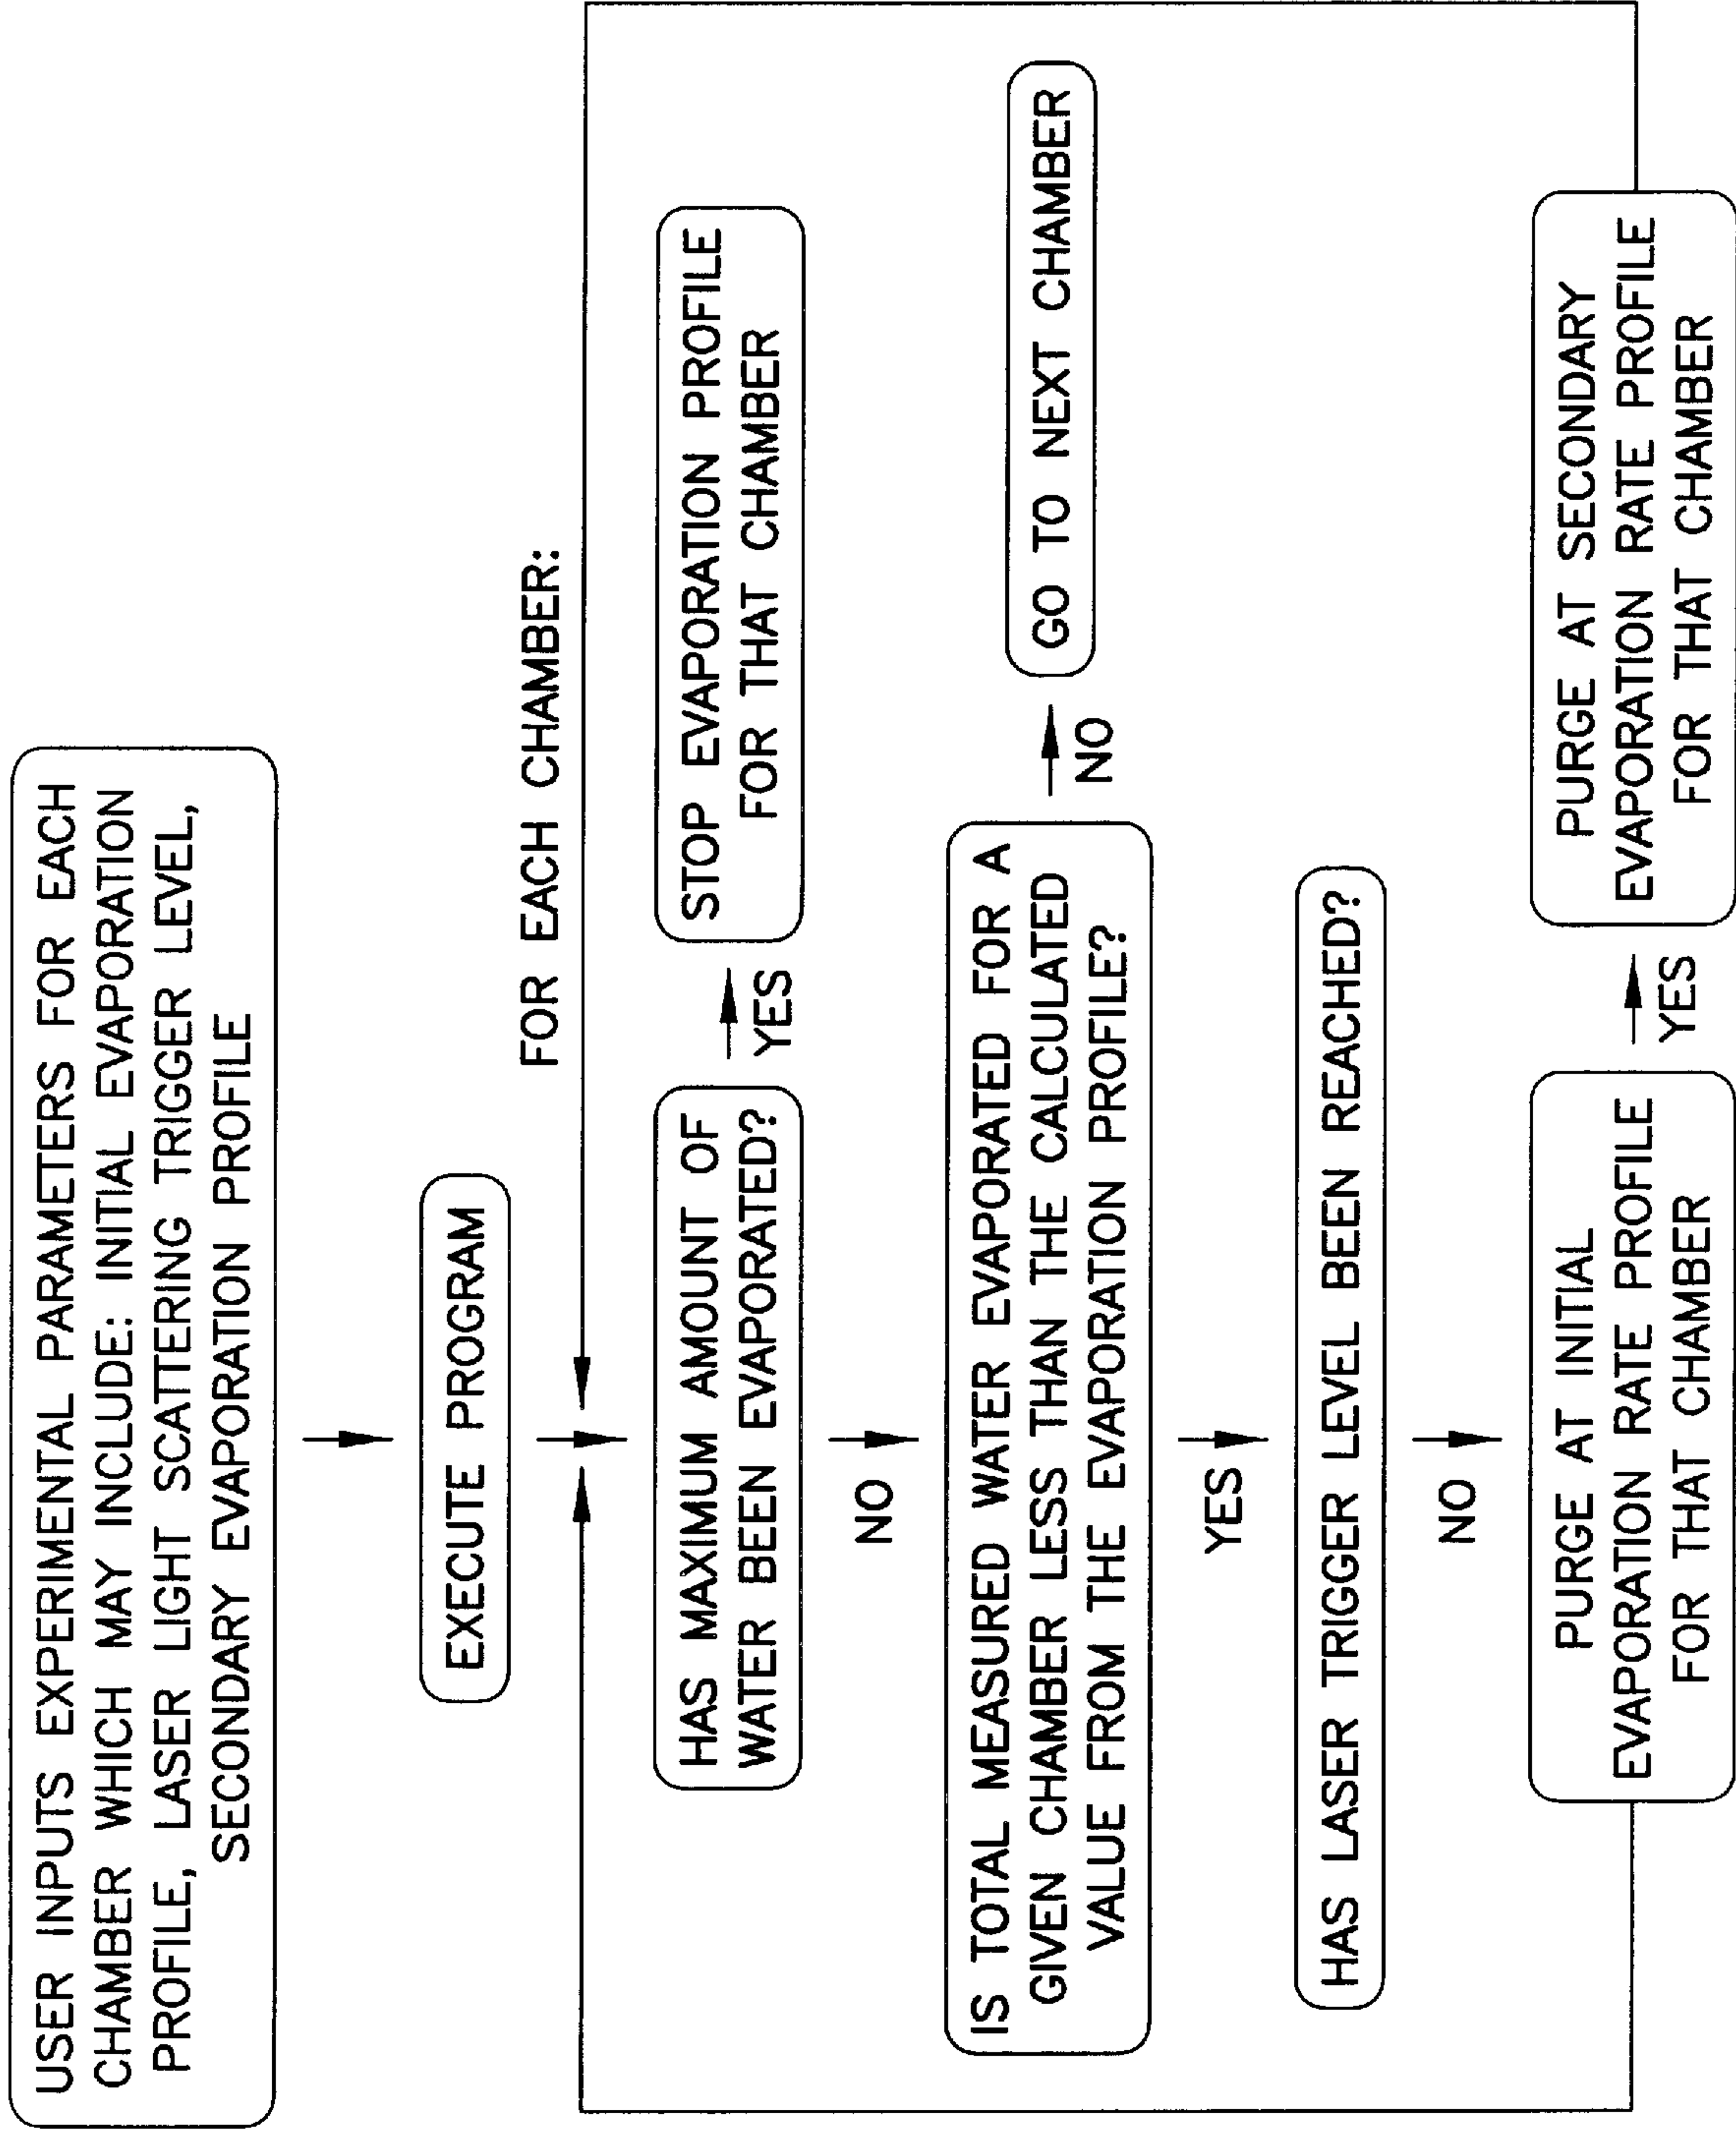 USER INPUTS EXPERIMENTAL PARAMETERS FOR EACH
CHAMBER WHICH MAY INCLUDE: INITIAL EVAPORATION
PROFILE, LASER LIGHT SCATTERING TRIGGER LEVEL,
SECONDARY EVAPORATION PROFILE
EXECUTE PROGRAM
FOR EACH CHAMBER:
HAS MAXIMUM AMOUNT OF
WATER BEEN EVAPORATED?
YES
STOP EVAPORATION PROFILE
FOR THAT CHAMBER
NO
IS TOTAL MEASURED WATER EVAPORATED FOR A
GIVEN CHAMBER LESS THAN THE CALCULATED
VALUE FROM THE EVAPORATION PROFILE?
NO
GO TO NEXT CHAMBER
YES
HAS LASER TRIGGER LEVEL BEEN REACHED?
NO
PURGE AT INITIAL
EVAPORATION RATE PROFILE
FOR THAT CHAMBER
YES
PURGE AT SECONDARY
EVAPORATION RATE PROFILE
FOR THAT CHAMBER